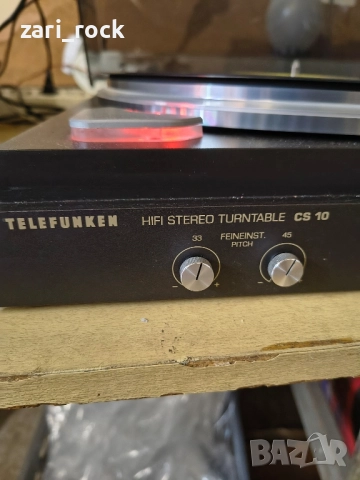 zari_rock
TELEFUNKEN HIFI STEREO TURNTABLE CS 10
33 FEINEINST. 45
PITCH
- + - +
BAZAR